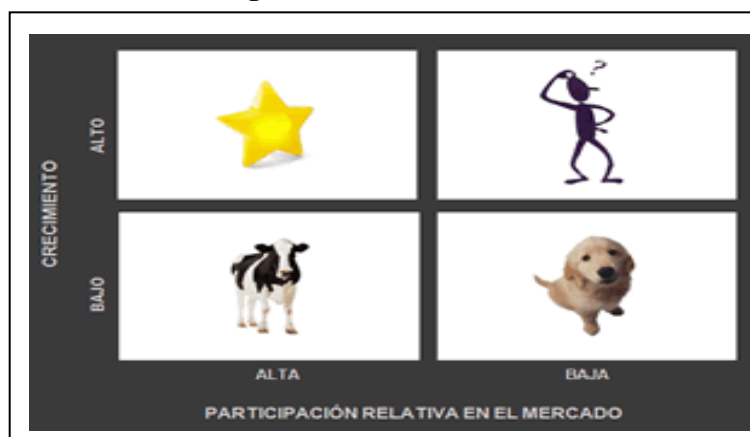 ?
ALTO
CRECIMIENTO
BAJO
ALTA
BAJA
PARTICIPACIÓN RELATIVA EN EL MERCADO